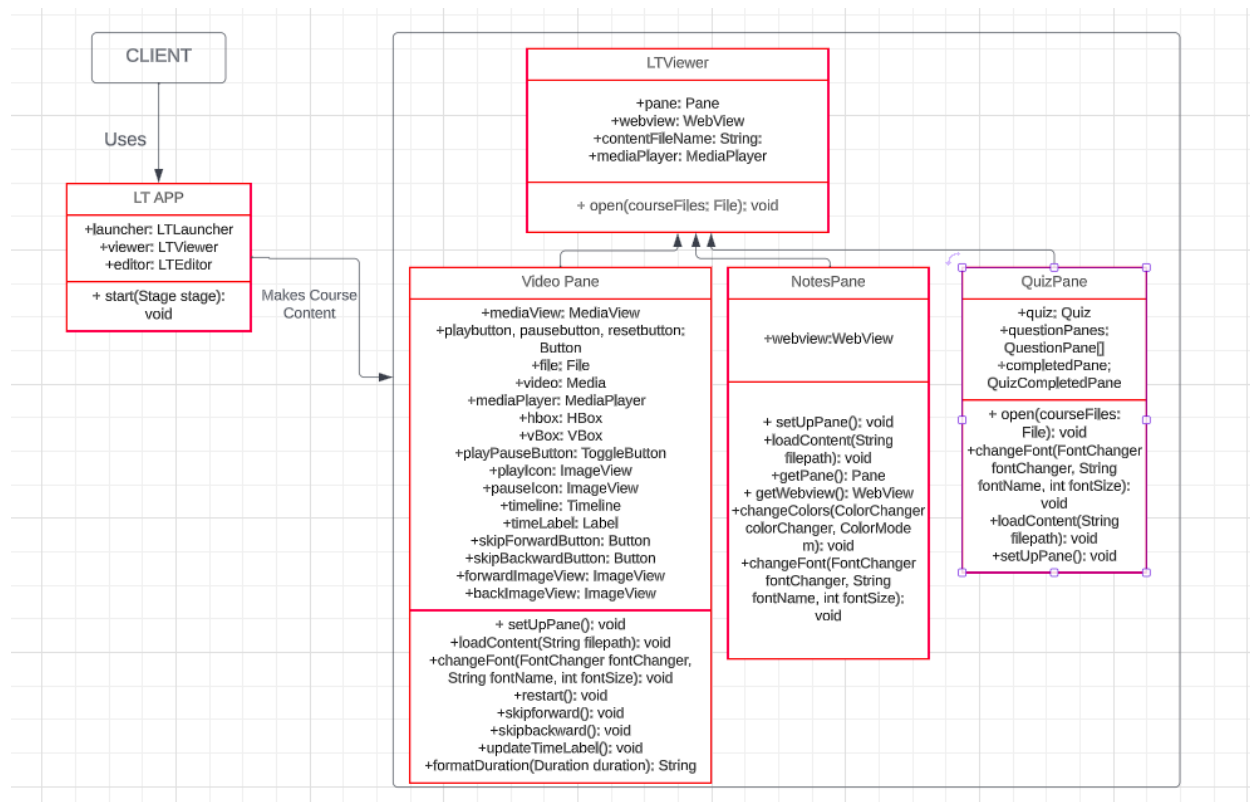 CLIENT
Uses
LT APP
+launcher: LTLauncher
+viewer: LTViewer
+editor: LTEditor
+ start(Stage stage):
void
Makes Course
Content
LTViewer
+pane: Pane
+webview: WebView
+contentFileName: String:
+mediaPlayer: MediaPlayer
+ open(courseFiles: File): void
Video Pane
+mediaView: MediaView
+playbutton, pausebutton, resetbutton:
Button
+file: File
+video: Media
+mediaPlayer: MediaPlayer
+hbox: HBox
+vBox: VBox
+playPauseButton: ToggleButton
+playIcon: ImageView
+pauseIcon: ImageView
+timeline: Timeline
+timeLabel: Label
+skipForwardButton: Button
+skipBackwardButton: Button
+forwardImageView: ImageView
+backImageView: ImageView
+ setUpPane(): void
+loadContent(String filepath): void
+changeFont(FontChanger fontChanger,
String fontName, int fontSize): void
+restart(): void
+skipforward(): void
+skipbackward(): void
+updateTimeLabel(): void
+formatDuration(Duration duration): String
NotesPane
+webview:WebView
+ setUpPane(): void
+loadContent(String
filepath): void
+getPane(): Pane
+ getWebview(): WebView
+changeColors(ColorChanger
colorChanger, ColorMode
m): void
+changeFont(FontChanger
fontChanger, String
fontName, int fontSize):
void
QuizPane
+quiz: Quiz
+questionPanes;
QuestionPane[]
+completedPane;
QuizCompletedPane
+ open(courseFiles:
File): void
+changeFont(FontChanger
fontChanger, String
fontName, int fontSize):
void
+loadContent(String
filepath): void
+setUpPane(): void